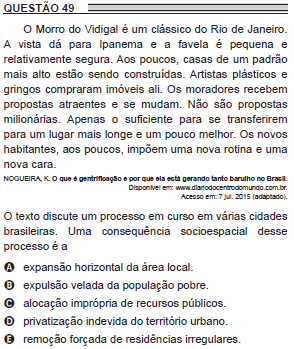 QUESTÃO 49
O Morro do Vidigal é um clássico do Rio de Janeiro.
A vista dá para Ipanema e a favela é pequena e
relativamente segura. Aos poucos, casas de um padrão
mais alto estão sendo construídas. Artistas plásticos e
gringos compraram imóveis ali. Os moradores recebem
propostas atraentes e se mudam. Não são propostas
milionárias. Apenas o suficiente para se transferirem
para um lugar mais longe e um pouco melhor. Os novos
habitantes, aos poucos, impõem uma nova rotina e uma
nova cara.
NOGUEIRA, K. O que é gentrificação e por que ela está gerando tanto barulho no Brasil.
Disponível em: www.diariodocentrodomundo.com.br.
Acesso em: 7 jul. 2015 (adaptado).
O texto discute um processo em curso em várias cidades
brasileiras. Uma consequência socioespacial desse
processo é a
A expansão horizontal da área local.
B expulsão velada da população pobre.
C alocação imprópria de recursos públicos.
D privatização indevida do território urbano.
E remoção forçada de residências irregulares.